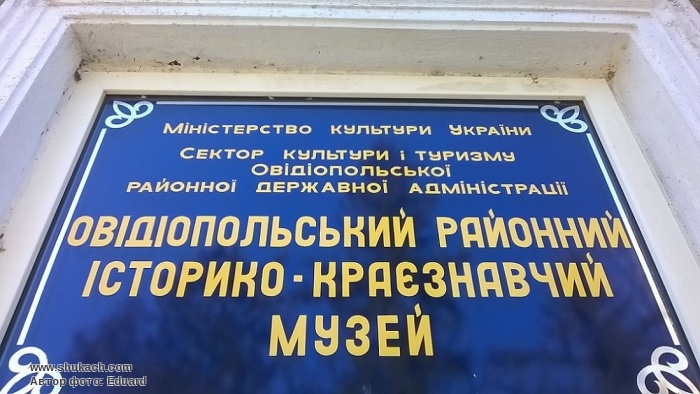 Міністерство культури України
Сектор культури і туризму
Овідіопольської
районної державної адміністрації
Овідіопольський районний
історико-краєзнавчий
музей
www.shukach.com
Автор фото: Eduard